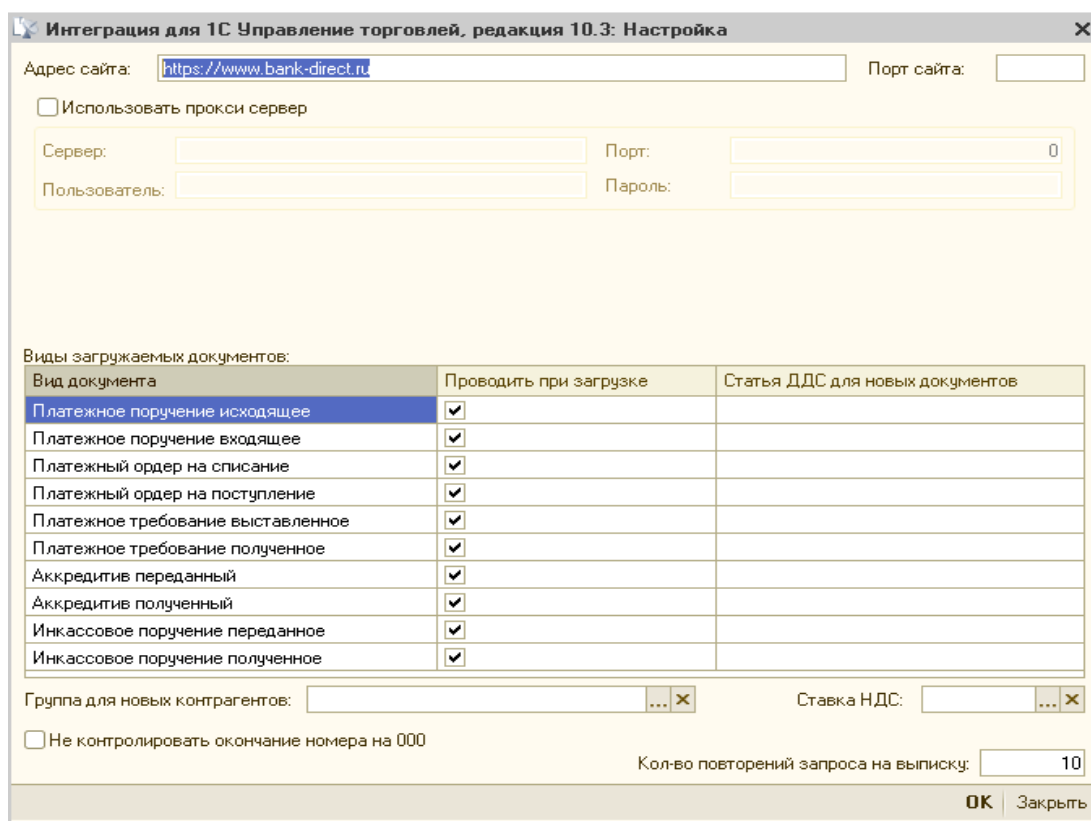 Интеграция для 1С Управление торговлей, редакция 10.3: Настройка
Адрес сайта: https://www.bank-direct.ru Порт сайта:
Использовать прокси сервер
Сервер: Порт: 0
Пользователь: Пароль:
Виды загружаемых документов:
Вид документа Проводить при загрузке Статья ДДС для новых документов
Платежное поручение исходящее
Платежное поручение входящее
Платежный ордер на списание
Платежный ордер на поступление
Платежное требование выставленное
Платежное требование полученное
Аккредитив переданный
Аккредитив полученный
Инкассовое поручение переданное
Инкассовое поручение полученное
Группа для новых контрагентов: ... Ставка НДС: ...
Не контролировать окончание номера на 000
Кол-во повторений запроса на выписку: 10
OK Закрыть